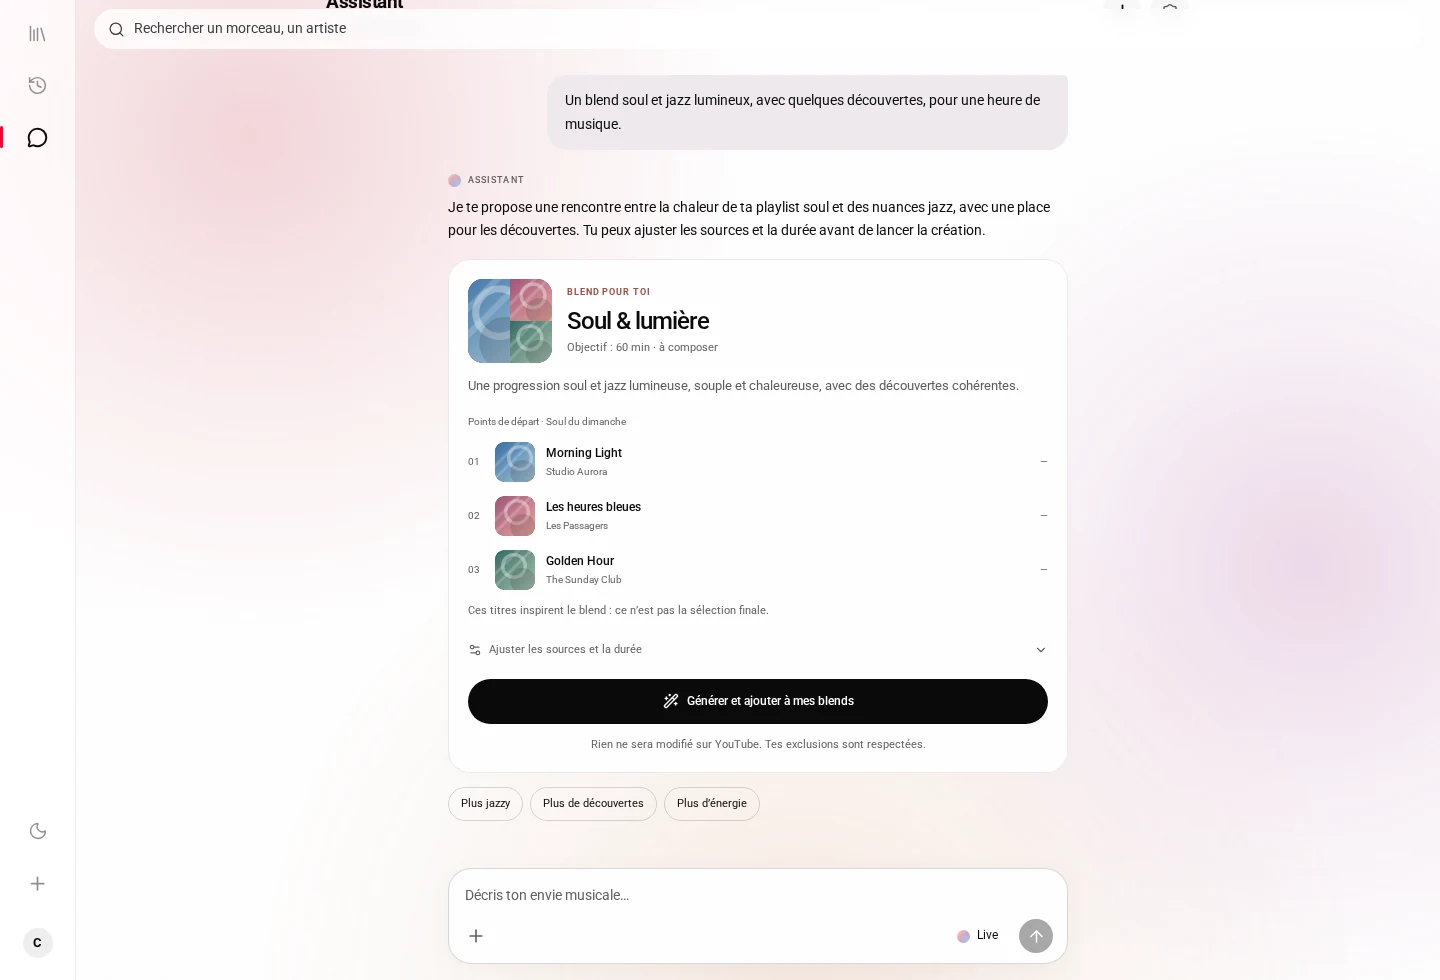 Assistant
Rechercher un morceau, un artiste
Un blend soul et jazz lumineux, avec quelques découvertes, pour une heure de
musique.
ASSISTANT
Je te propose une rencontre entre la chaleur de ta playlist soul et des nuances jazz, avec une place
pour les découvertes. Tu peux ajuster les sources et la durée avant de lancer la création.
BLEND POUR TOI
Soul & lumière
Objectif : 60 min · à composer
Une progression soul et jazz lumineuse, souple et chaleureuse, avec des découvertes cohérentes.
Points de départ · Soul du dimanche
01 Morning Light –
Studio Aurora
02 Les heures bleues –
Les Passagers
03 Golden Hour –
The Sunday Club
Ces titres inspirent le blend : ce n’est pas la sélection finale.
Ajuster les sources et la durée
Générer et ajouter à mes blends
Rien ne sera modifié sur YouTube. Tes exclusions sont respectées.
Plus jazzy Plus de découvertes Plus d’énergie
Décris ton envie musicale…
Live
C